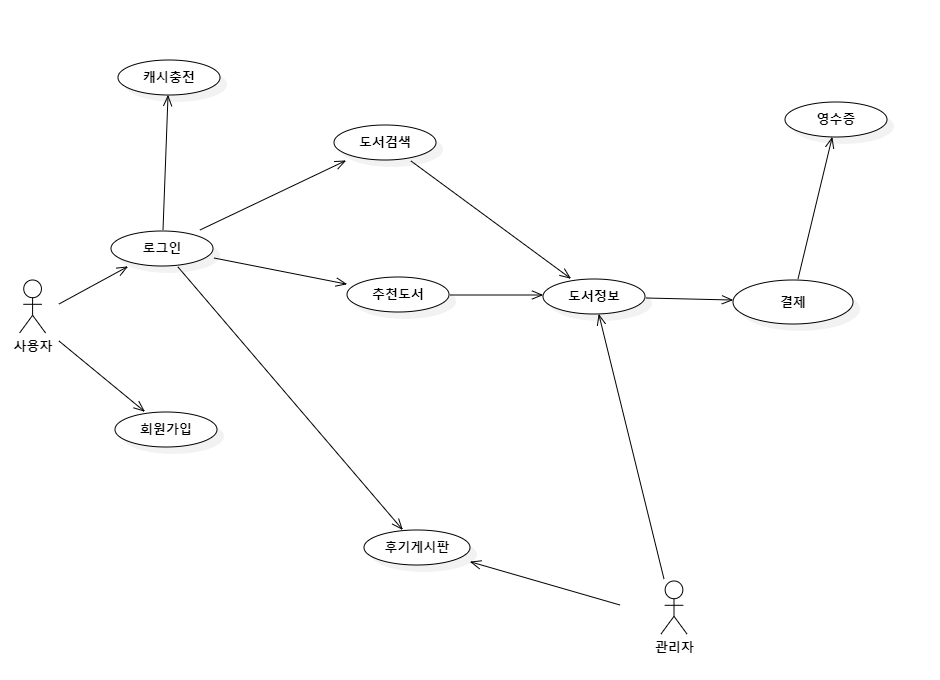 캐시충전
영수증
도서검색
로그인
추천도서
도서정보
결제
사용자
회원가입
후기게시판
관리자